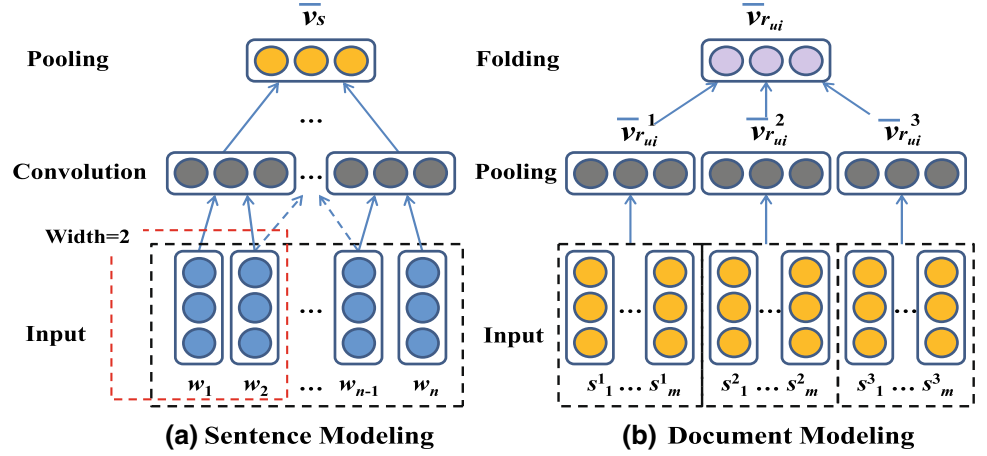 v̅s
Pooling
...
Convolution
...
Width=2
Input
...
w1 w2 ... wn-1 wn
(a) Sentence Modeling
v̅rui
Folding
v̅rui1 v̅rui2 v̅rui3
Pooling
Input
... ... ...
s11 ... s1m s21 ... s2m s31 ... s3m
(b) Document Modeling